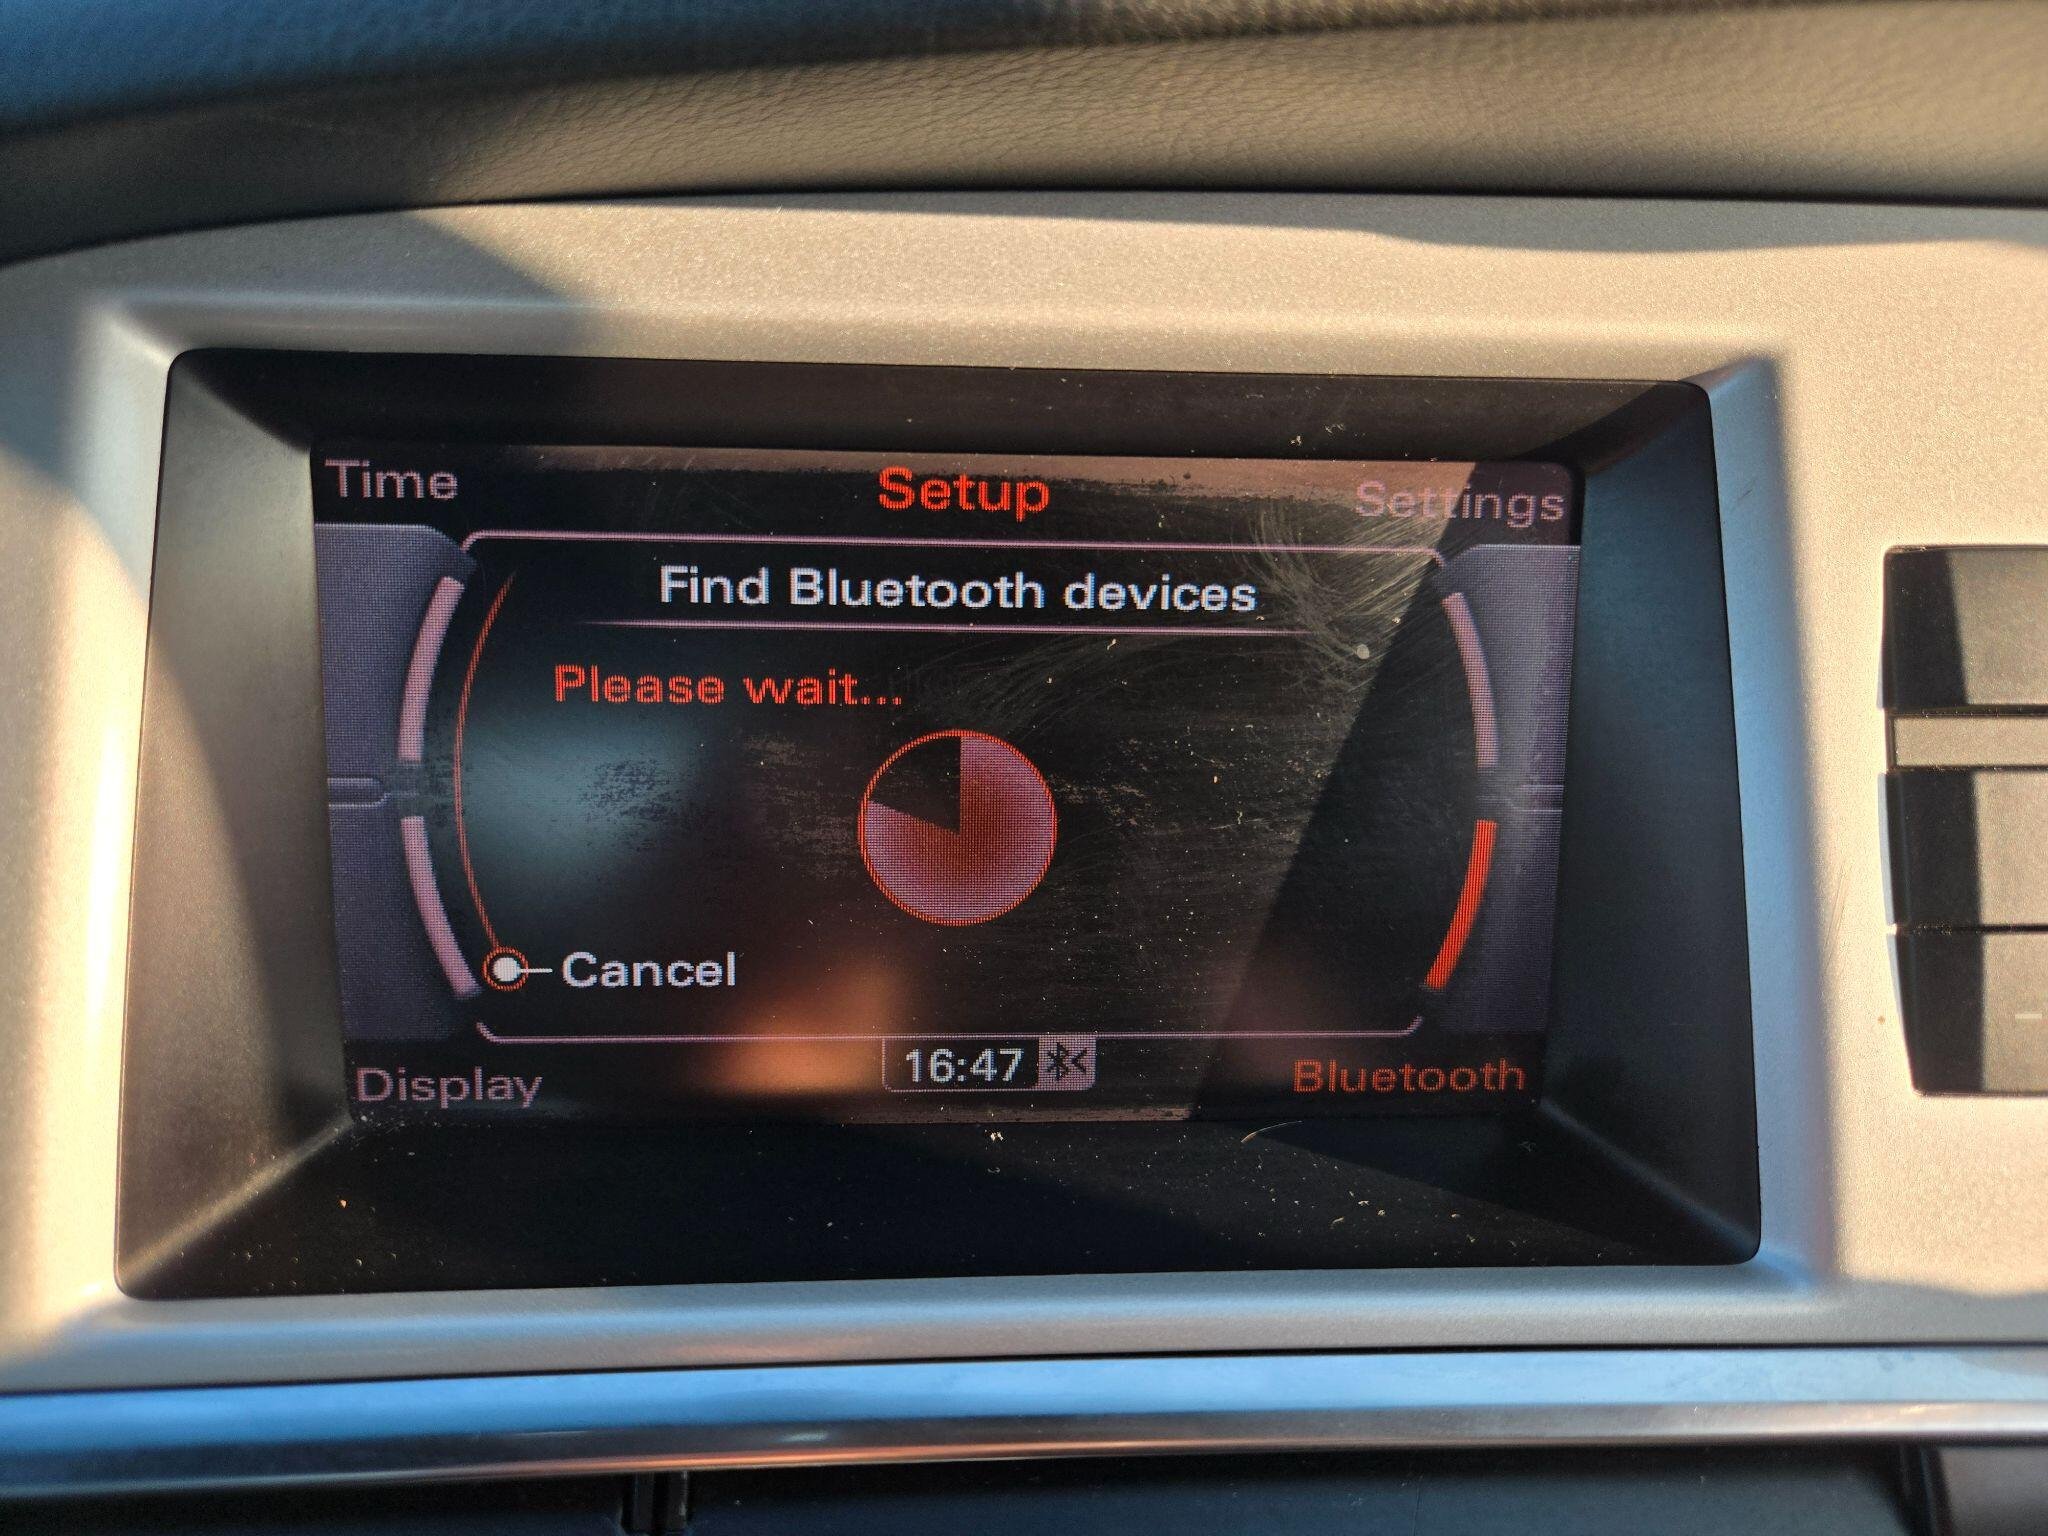 Time
Setup
Settings
Find Bluetooth devices
Please wait...
Cancel
Display
16:47
Bluetooth